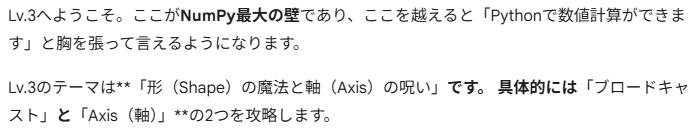 Lv.3へようこそ。ここがNumPy最大の壁であり、ここを越えると「Pythonで数値計算ができま
す」と胸を張って言えるようになります。
Lv.3のテーマは**「形（Shape）の魔法と軸（Axis）の呪い」です。 具体的には「ブロードキャ
スト」と「Axis（軸）」**の2つを攻略します。